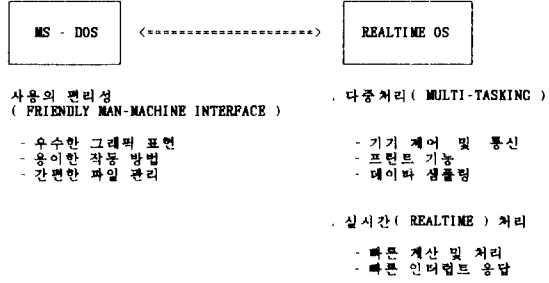 MS - DOS <=====================> REALTIME OS
사용의 편리성
( FRIENDLY MAN-MACHINE INTERFACE )
- 우수한 그래픽 표현
- 용이한 작동 방법
- 간편한 파일 관리
. 다중처리( MULTI-TASKING )
- 기기 제어 및 통신
- 프린트 기능
- 데이타 샘플링
. 실시간( REALTIME ) 처리
- 빠른 계산 및 처리
- 빠른 인터럽트 응답